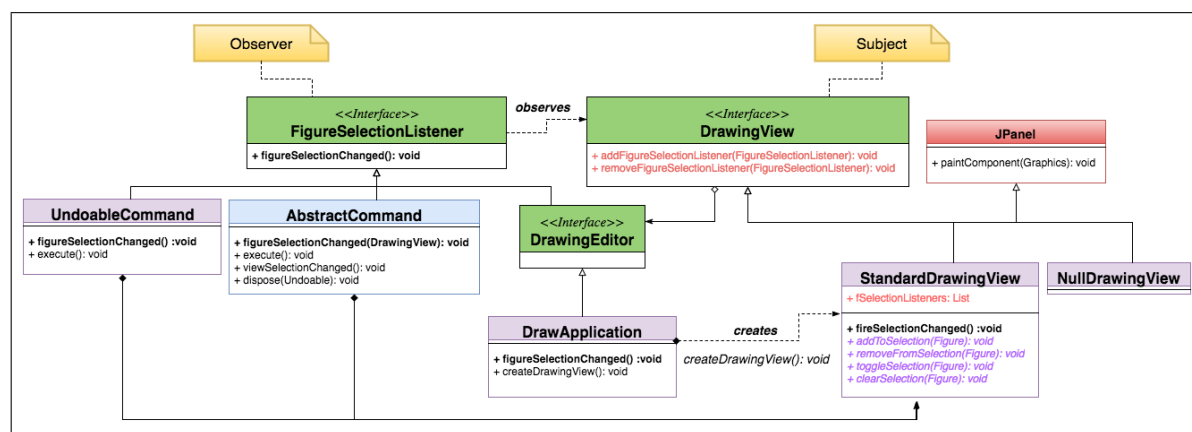 Observer
Subject
<<Interface>>
FigureSelectionListener
+ figureSelectionChanged(): void
observes
<<Interface>>
DrawingView
+ addFigureSelectionListener(FigureSelectionListener): void
+ removeFigureSelectionListener(FigureSelectionListener): void
JPanel
+ paintComponent(Graphics): void
UndoableCommand
+ figureSelectionChanged() :void
+ execute(): void
AbstractCommand
+ figureSelectionChanged(DrawingView): void
+ execute(): void
+ viewSelectionChanged(): void
+ dispose(Undoable): void
<<Interface>>
DrawingEditor
StandardDrawingView
+ fSelectionListeners: List
+ fireSelectionChanged() :void
+ addToSelection(Figure): void
+ removeFromSelection(Figure): void
+ toggleSelection(Figure): void
+ clearSelection(Figure): void
NullDrawingView
DrawApplication
+ figureSelectionChanged() :void
+ createDrawingView(): void
creates
createDrawingView(): void